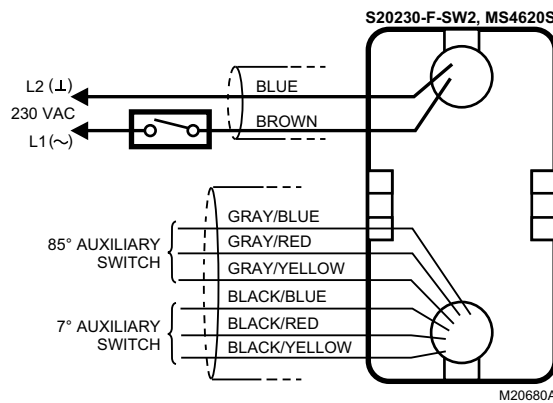 S20230-F-SW2, MS4620S
L2 (⊥)
BLUE
230 VAC
BROWN
L1 (~)
GRAY/BLUE
85° AUXILIARY
SWITCH
GRAY/RED
GRAY/YELLOW
BLACK/BLUE
7° AUXILIARY
SWITCH
BLACK/RED
BLACK/YELLOW
M20680A